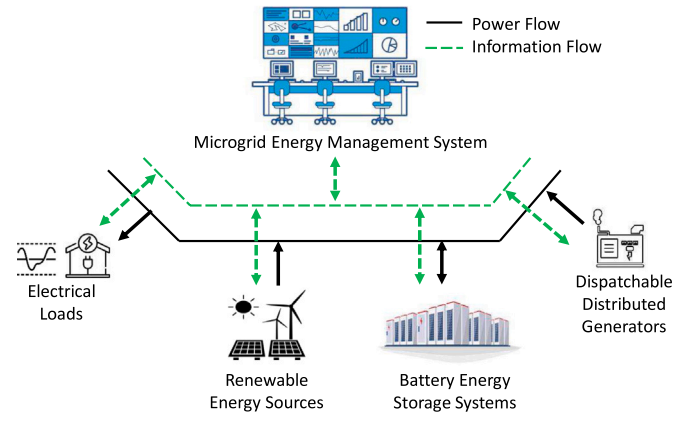 Power Flow
Information Flow
Microgrid Energy Management System
Electrical
Loads
Renewable
Energy Sources
Battery Energy
Storage Systems
Dispatchable
Distributed
Generators